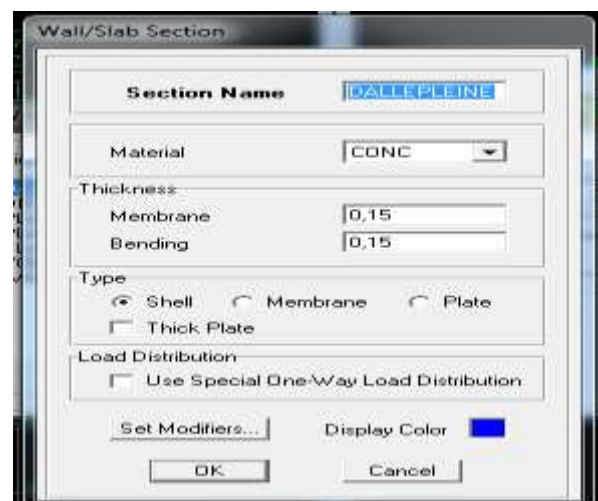 Wall/Slab Section
Section Name DALLEPLEINE
Material CONC
Thickness
Membrane 0,15
Bending 0,15
Type
Shell Membrane Plate
Thick Plate
Load Distribution
Use Special One-Way Load Distribution
Set Modifiers... Display Color
OK Cancel